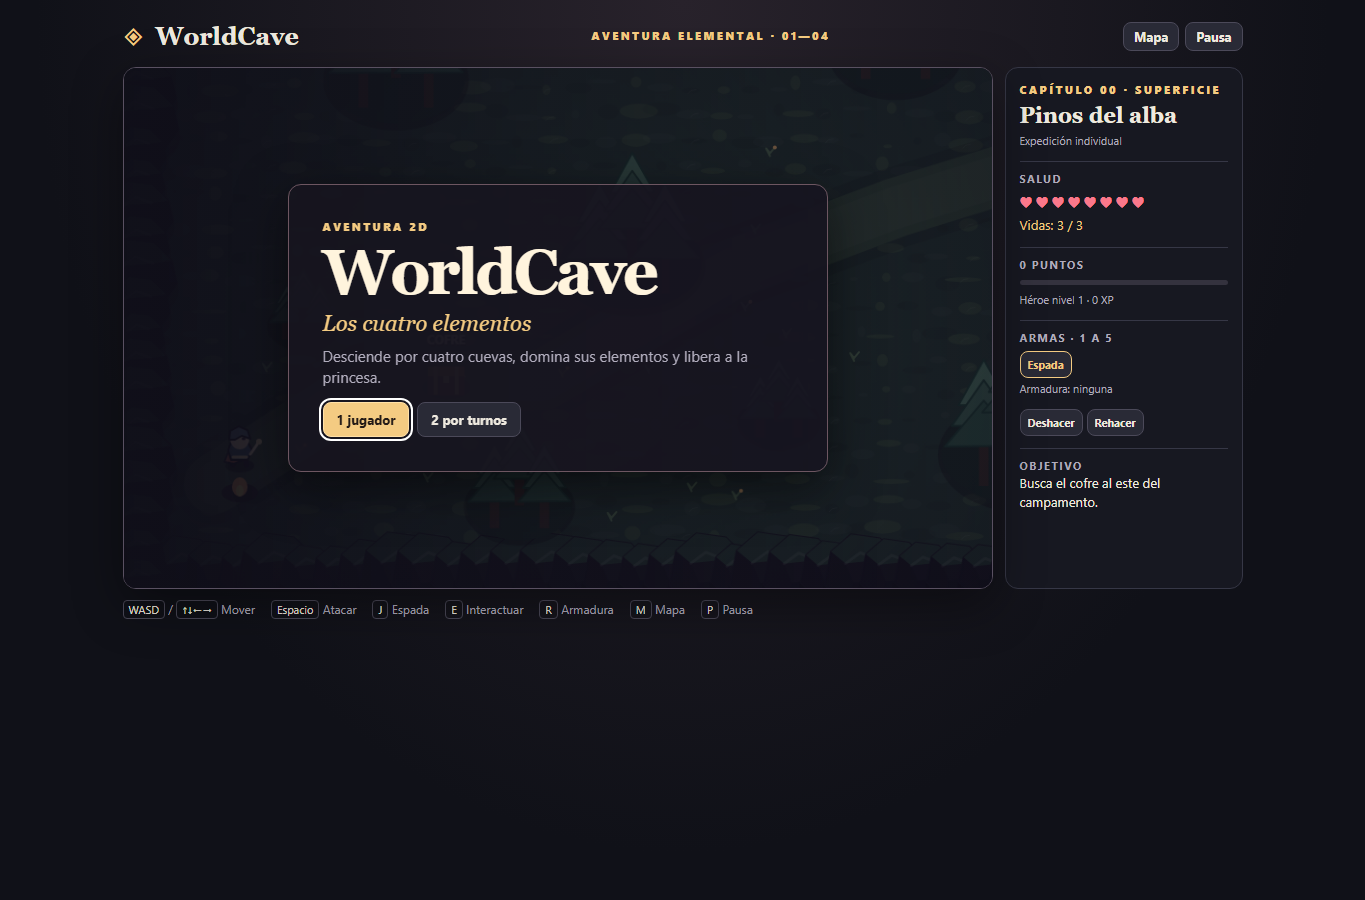 WorldCave
AVENTURA ELEMENTAL · 01—04
Mapa
Pausa
AVENTURA 2D
WorldCave
Los cuatro elementos
Desciende por cuatro cuevas, domina sus elementos y libera a la
princesa.
1 jugador
2 por turnos
CAPÍTULO 00 · SUPERFICIE
Pinos del alba
Expedición individual
SALUD
Vidas: 3 / 3
0 PUNTOS
Héroe nivel 1 · 0 XP
ARMAS · 1 A 5
Espada
Armadura: ninguna
Deshacer Rehacer
OBJETIVO
Busca el cofre al este del
campamento.
WASD / ↑↓←→ Mover Espacio Atacar J Espada E Interactuar R Armadura M Mapa P Pausa